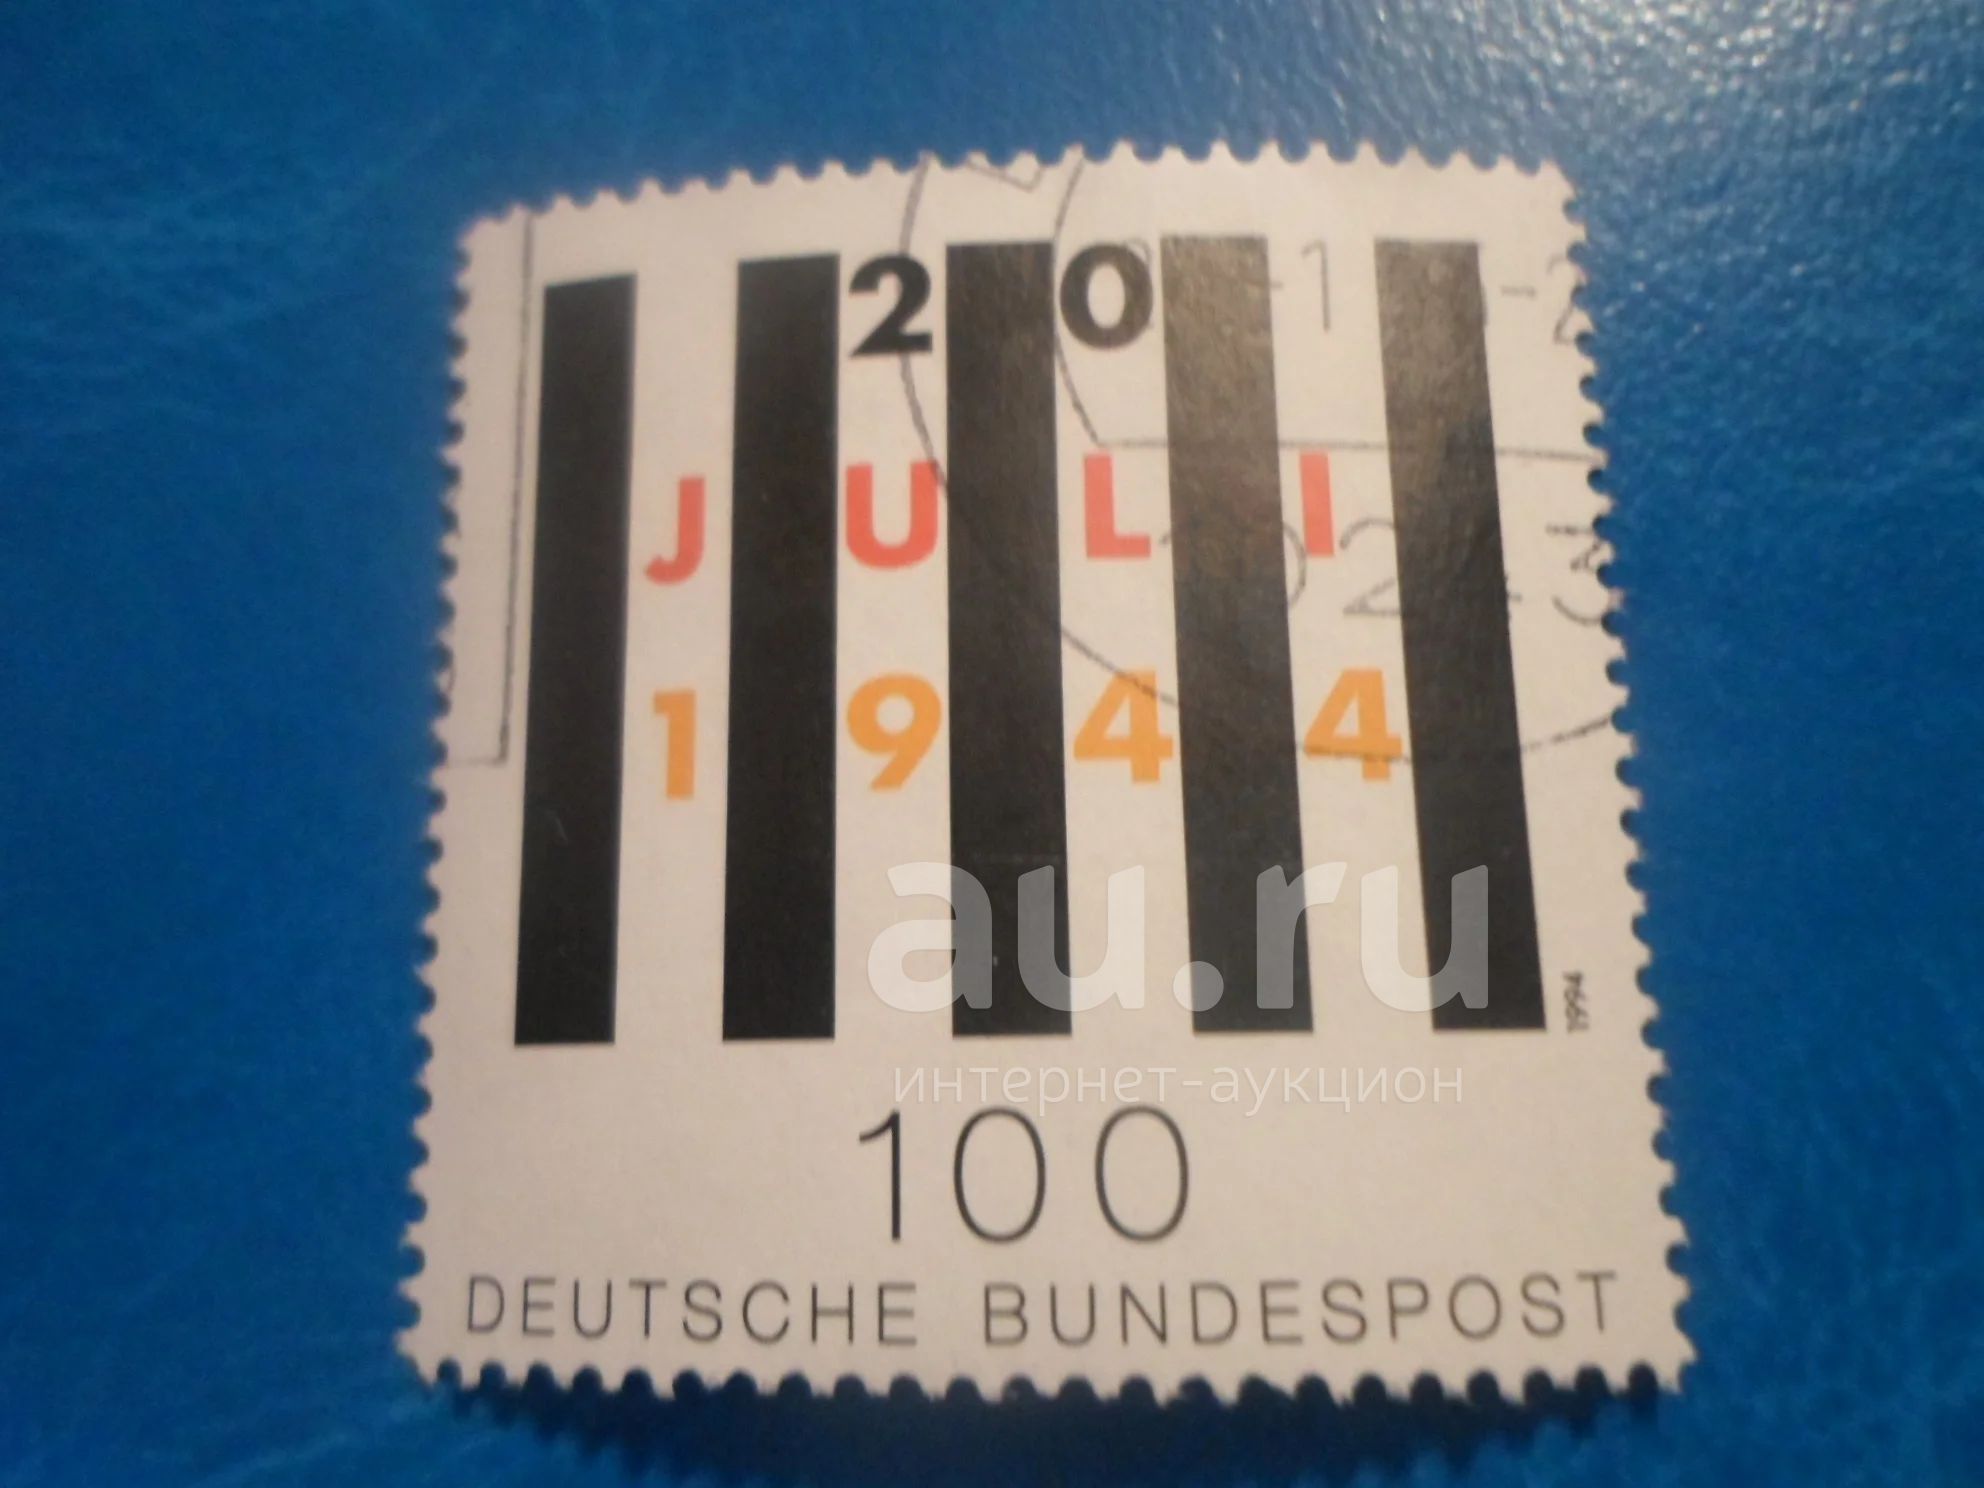 20
JULI
1944
1994
au.ru
интернет-аукцион
100
DEUTSCHE BUNDESPOST